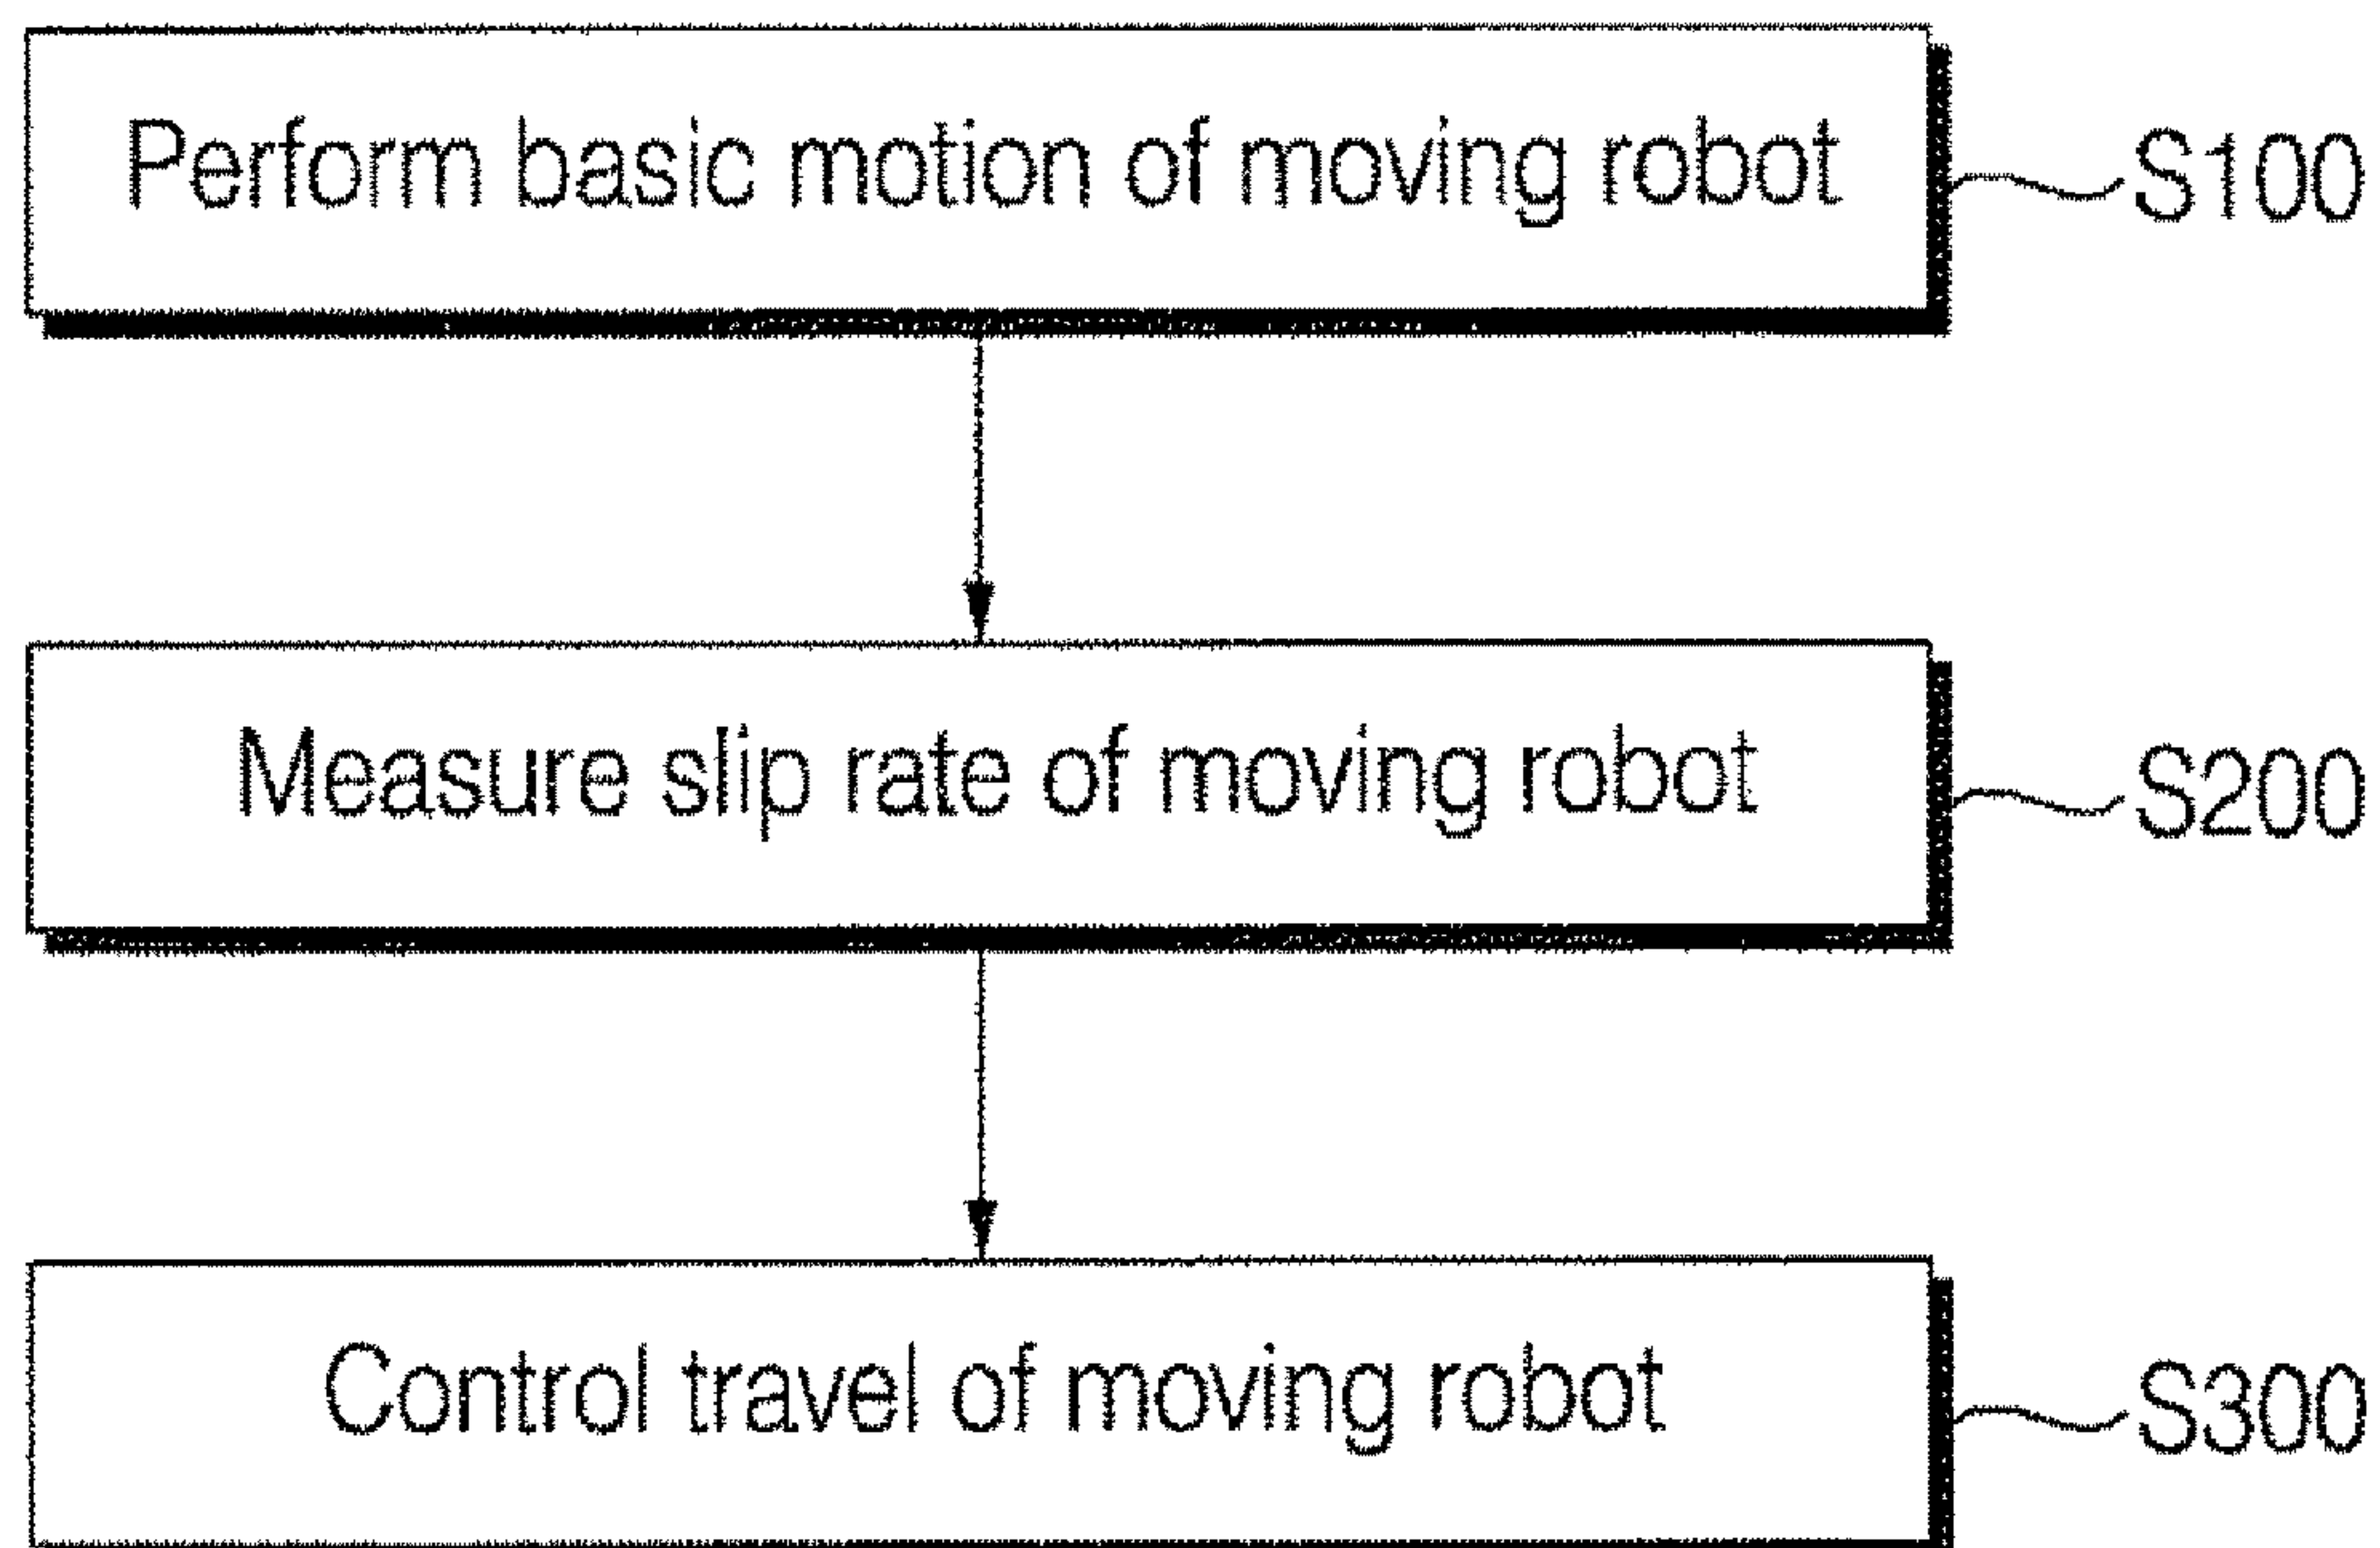 Perform basic motion of moving robot S100
Measure slip rate of moving robot S200
Control travel of moving robot S300